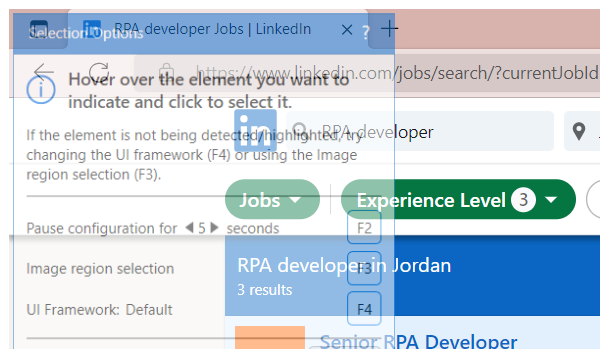 Selection Options
RPA developer Jobs | LinkedIn
?
https://www.linkedin.com/jobs/search/?currentJobId
Hover over the element you want to
indicate and click to select it.
in
RPA developer
If the element is not being detected/highlighted, try
changing the UI framework (F4) or using the Image
region selection (F3).
Jobs
Experience Level 3
Pause configuration for 5 seconds
F2
RPA developer in Jordan
Image region selection
F3
3 results
UI Framework: Default
F4
Senior RPA Developer